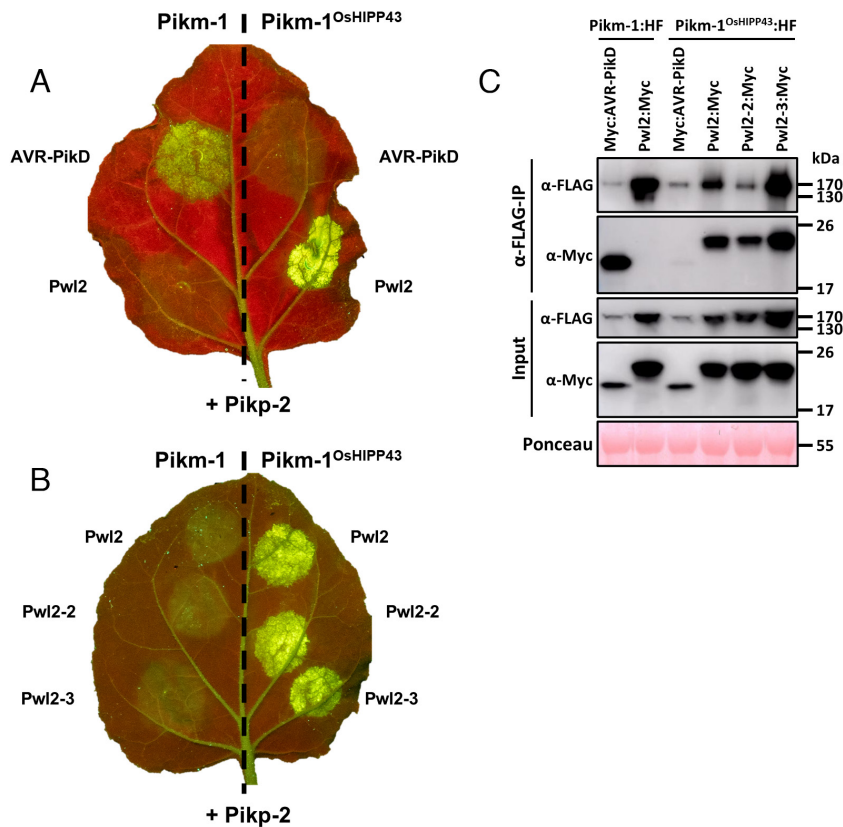 Pikm-1 Pikm-1OsHIPP43
A
AVR-PikD AVR-PikD
Pwl2 Pwl2
+ Pikp-2
Pikm-1 Pikm-1OsHIPP43
B
Pwl2 Pwl2
Pwl2-2 Pwl2-2
Pwl2-3 Pwl2-3
+ Pikp-2
C
Pikm-1:HF Pikm-1OsHIPP43:HF
Myc:AVR-PikD
Pwl2:Myc
Myc:AVR-PikD
Pwl2:Myc
Pwl2-2:Myc
Pwl2-3:Myc
kDa
α-FLAG-IP
α-FLAG 170
130
α-Myc 26
17
Input
α-FLAG 170
130
α-Myc 26
17
Ponceau 55